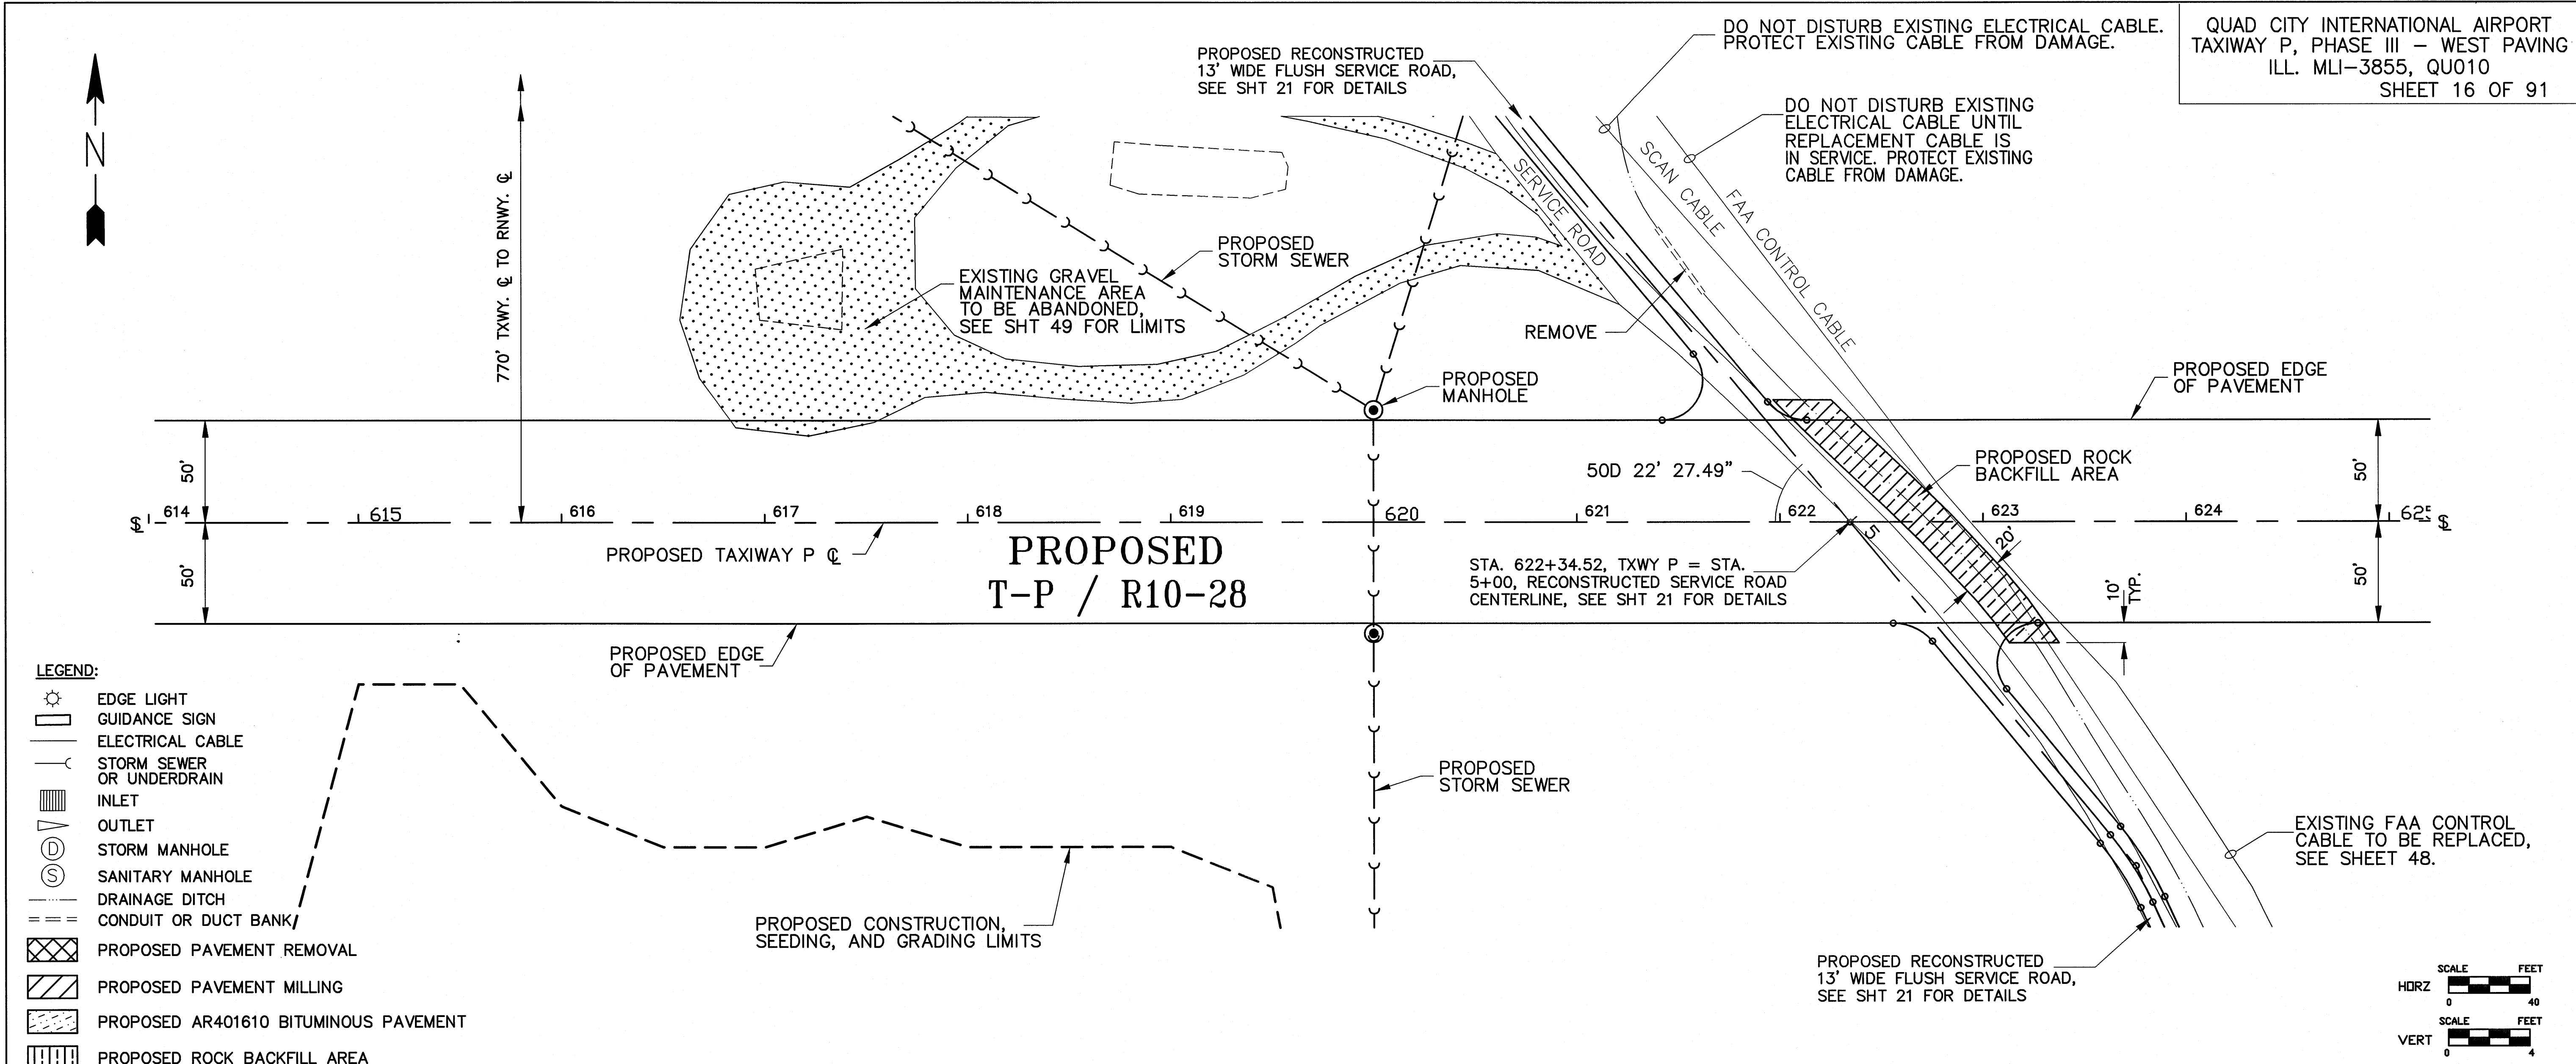 QUAD CITY INTERNATIONAL AIRPORT
TAXIWAY P, PHASE III – WEST PAVING
ILL. MLI-3855, QU010
SHEET 16 OF 91
DO NOT DISTURB EXISTING ELECTRICAL CABLE.
PROTECT EXISTING CABLE FROM DAMAGE.
PROPOSED RECONSTRUCTED
13' WIDE FLUSH SERVICE ROAD,
SEE SHT 21 FOR DETAILS
DO NOT DISTURB EXISTING
ELECTRICAL CABLE UNTIL
REPLACEMENT CABLE IS
IN SERVICE. PROTECT EXISTING
CABLE FROM DAMAGE.
N
770' TXWY. ℄ TO RNWY. ℄
SERVICE ROAD
SCAN CABLE
FAA CONTROL CABLE
PROPOSED
STORM SEWER
EXISTING GRAVEL
MAINTENANCE AREA
TO BE ABANDONED,
SEE SHT 49 FOR LIMITS
REMOVE
PROPOSED
MANHOLE
PROPOSED EDGE
OF PAVEMENT
50'
50D 22' 27.49"
PROPOSED ROCK
BACKFILL AREA
50'
℄ 614 615 616 617 618 619 620 621 622 623 624 625 ℄
5
20'
PROPOSED TAXIWAY P ℄
PROPOSED
T-P / R10-28
50'
STA. 622+34.52, TXWY P = STA.
5+00, RECONSTRUCTED SERVICE ROAD
CENTERLINE, SEE SHT 21 FOR DETAILS
10'
TYP.
50'
PROPOSED EDGE
OF PAVEMENT
LEGEND:
EDGE LIGHT
GUIDANCE SIGN
ELECTRICAL CABLE
STORM SEWER
OR UNDERDRAIN
INLET
OUTLET
D STORM MANHOLE
S SANITARY MANHOLE
DRAINAGE DITCH
CONDUIT OR DUCT BANK
PROPOSED PAVEMENT REMOVAL
PROPOSED PAVEMENT MILLING
PROPOSED AR401610 BITUMINOUS PAVEMENT
PROPOSED ROCK BACKFILL AREA
PROPOSED
STORM SEWER
PROPOSED CONSTRUCTION,
SEEDING, AND GRADING LIMITS
EXISTING FAA CONTROL
CABLE TO BE REPLACED,
SEE SHEET 48.
PROPOSED RECONSTRUCTED
13' WIDE FLUSH SERVICE ROAD,
SEE SHT 21 FOR DETAILS
SCALE FEET
HORZ
0 40
SCALE FEET
VERT
0 4